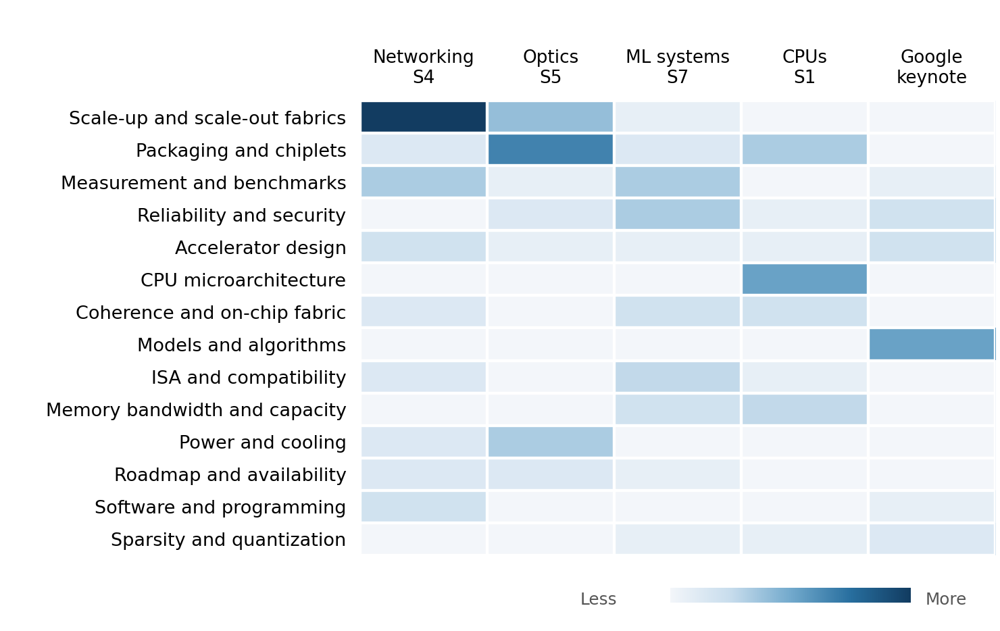 Networking
S4
Optics
S5
ML systems
S7
CPUs
S1
Google
keynote
Scale-up and scale-out fabrics
Packaging and chiplets
Measurement and benchmarks
Reliability and security
Accelerator design
CPU microarchitecture
Coherence and on-chip fabric
Models and algorithms
ISA and compatibility
Memory bandwidth and capacity
Power and cooling
Roadmap and availability
Software and programming
Sparsity and quantization
Less
More